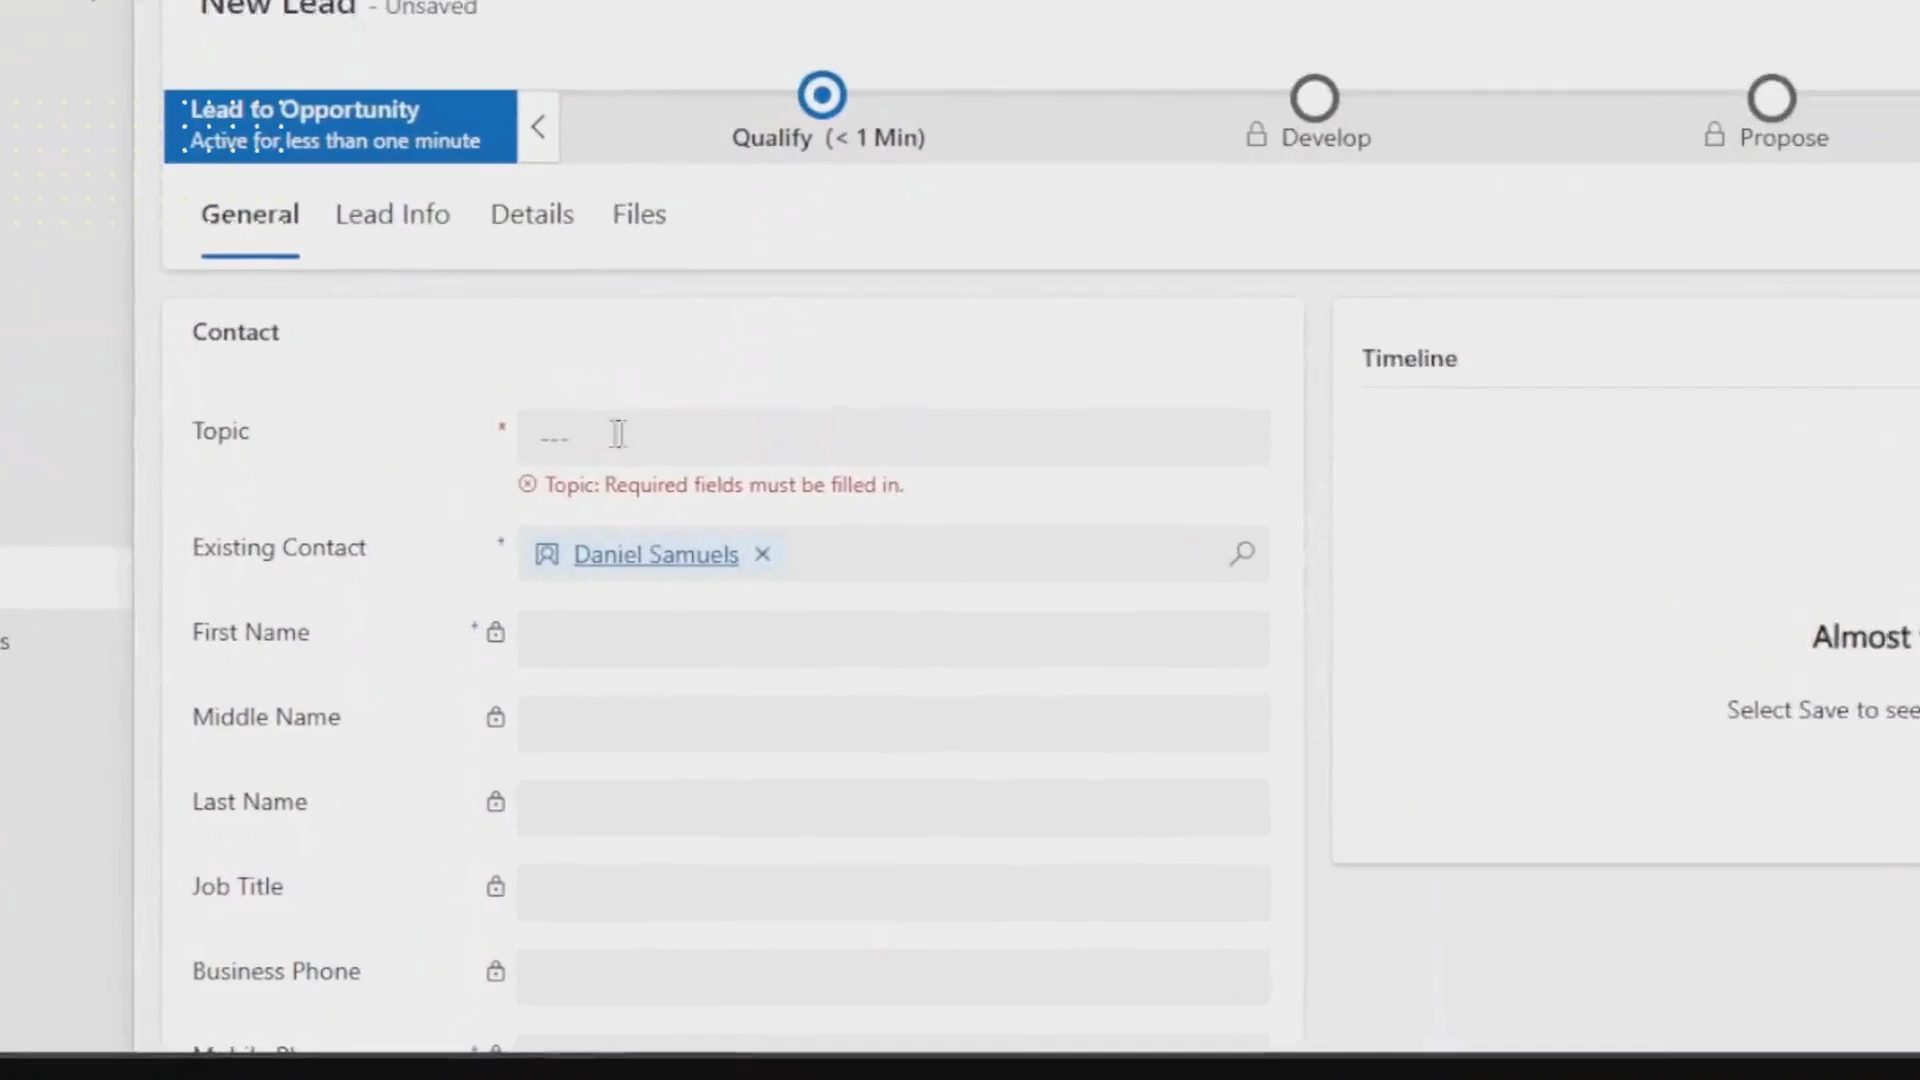 New Lead - Unsaved
Lead to Opportunity
Active for less than one minute
Qualify (< 1 Min)
Develop
Propose
General
Lead Info
Details
Files
Contact
Timeline
Topic
*
---
Topic: Required fields must be filled in.
Existing Contact
+
Daniel Samuels
First Name
+
Almost
Select Save to see
s
Middle Name
Last Name
Job Title
Business Phone